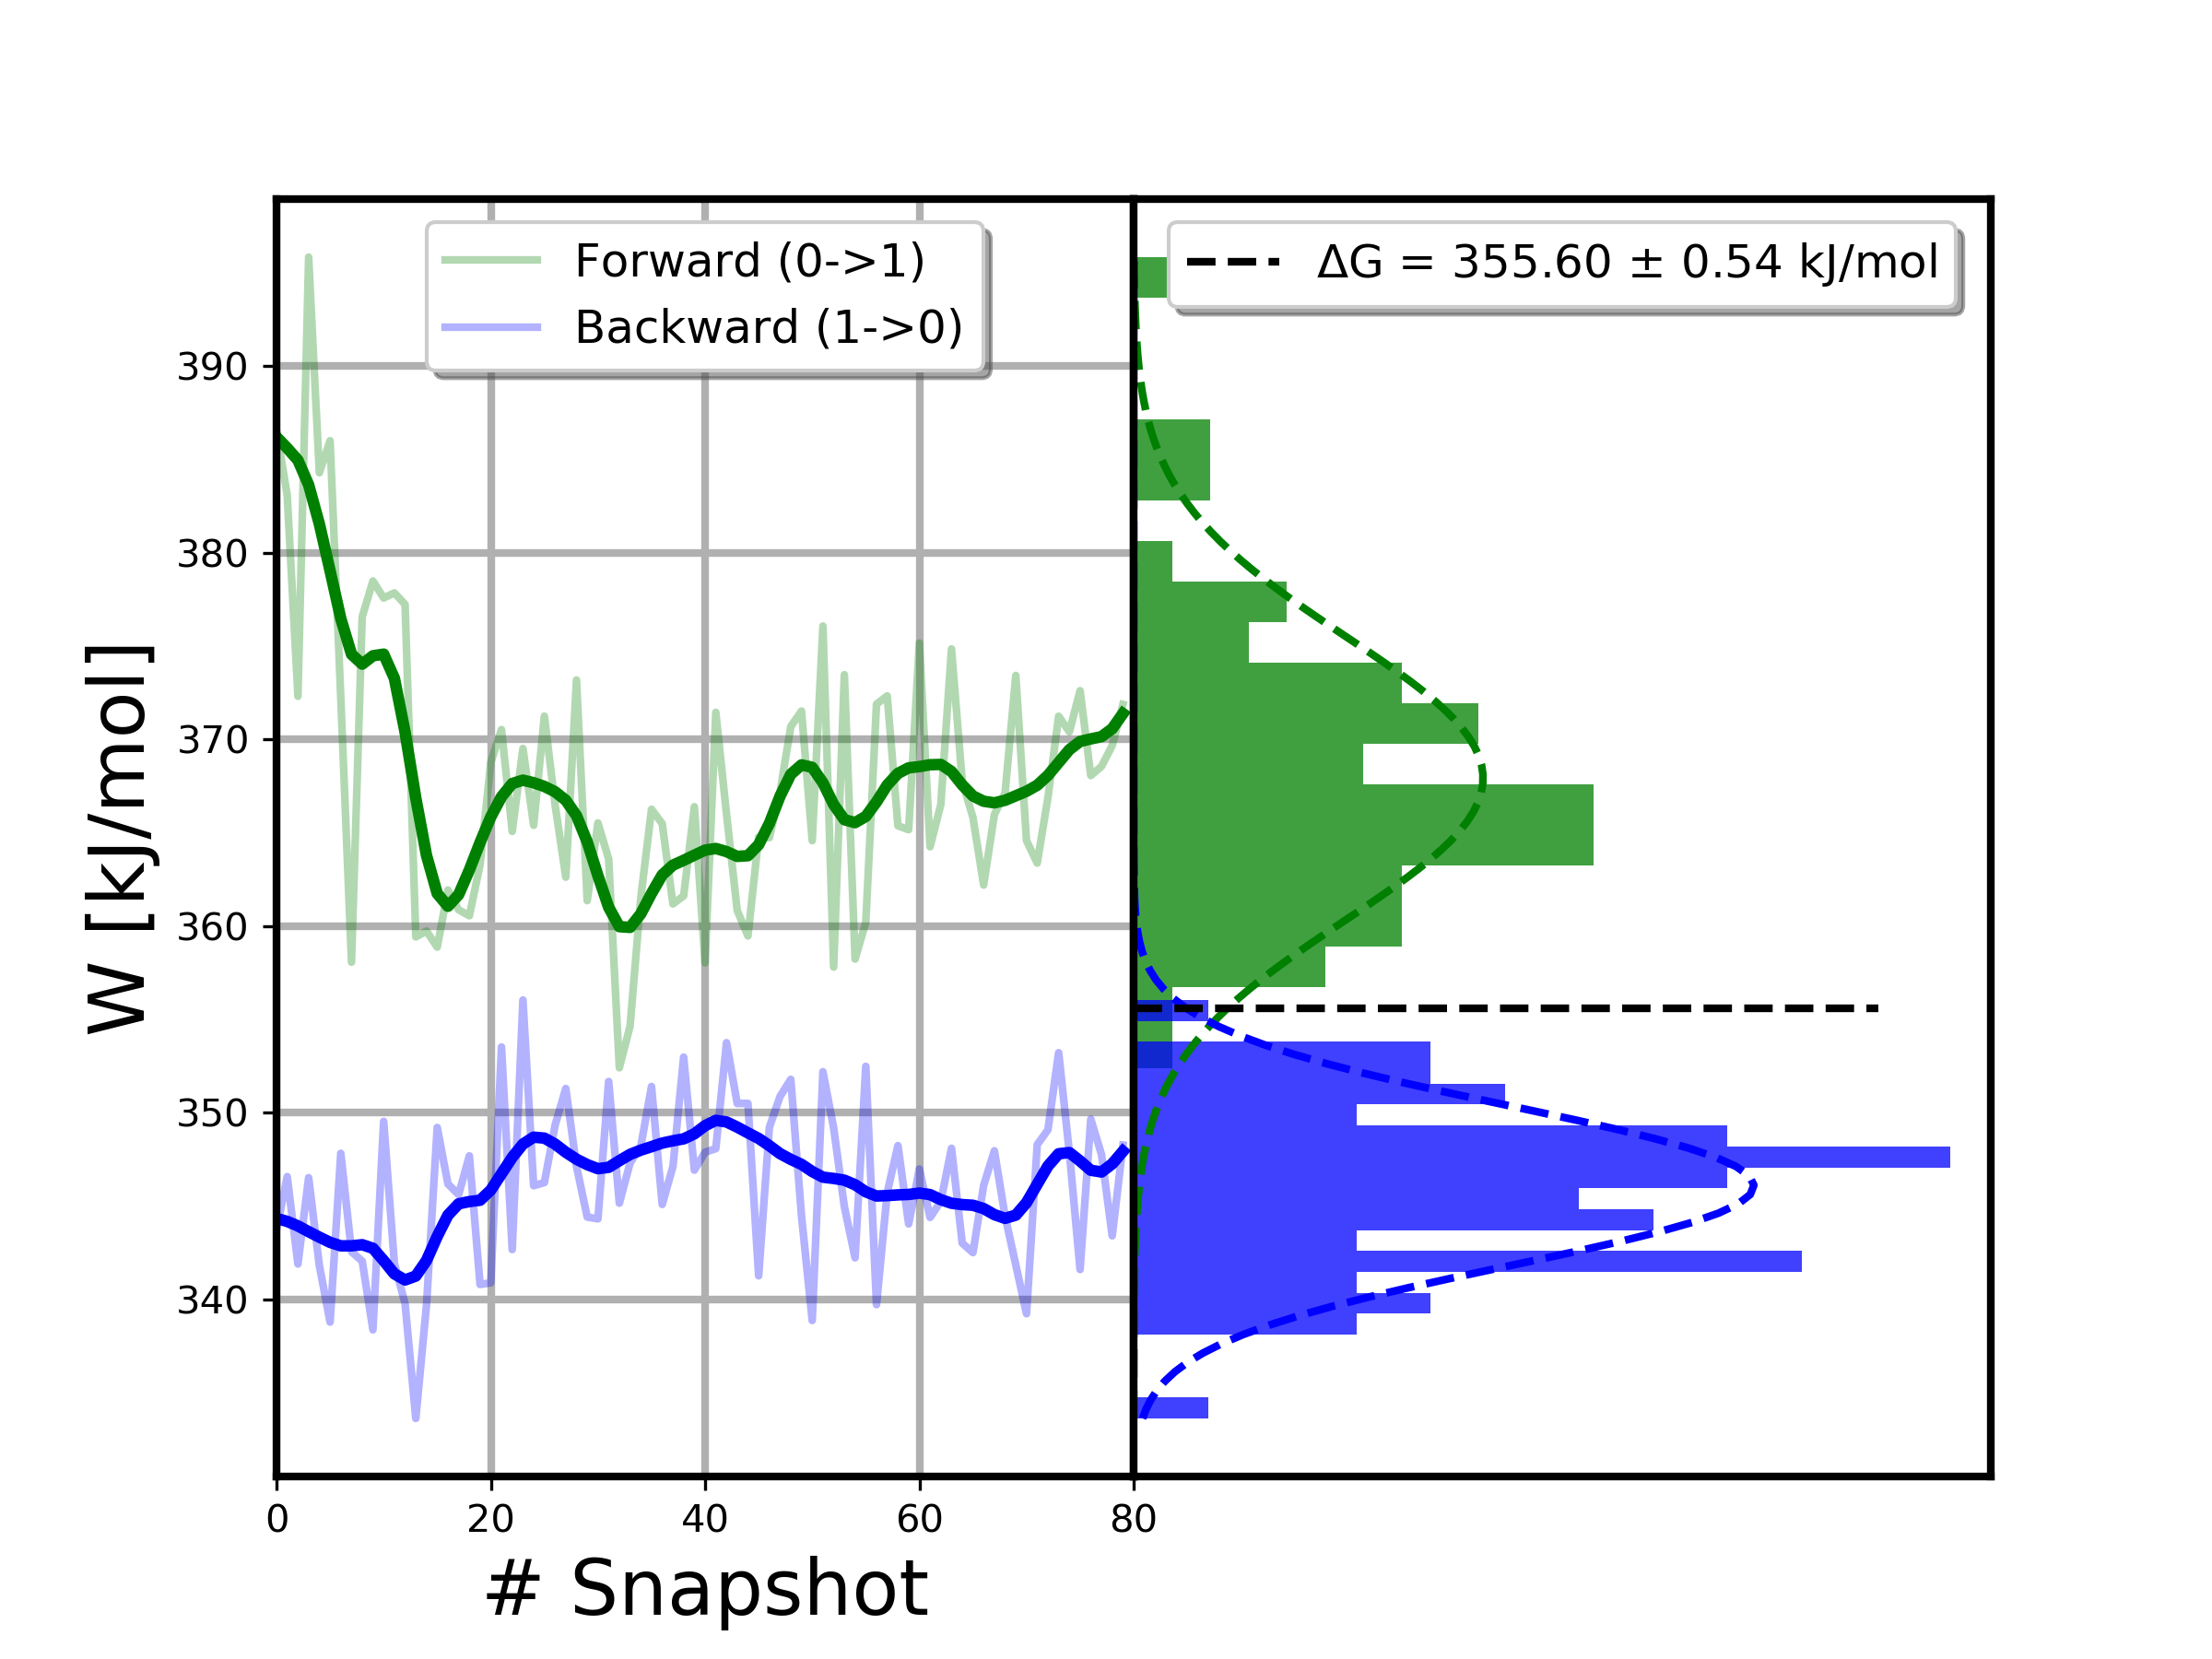 Forward (0->1)
Backward (1->0)
ΔG = 355.60 ± 0.54 kJ/mol
W [kJ/mol]
390
380
370
360
350
340
0 20 40 60 80
# Snapshot